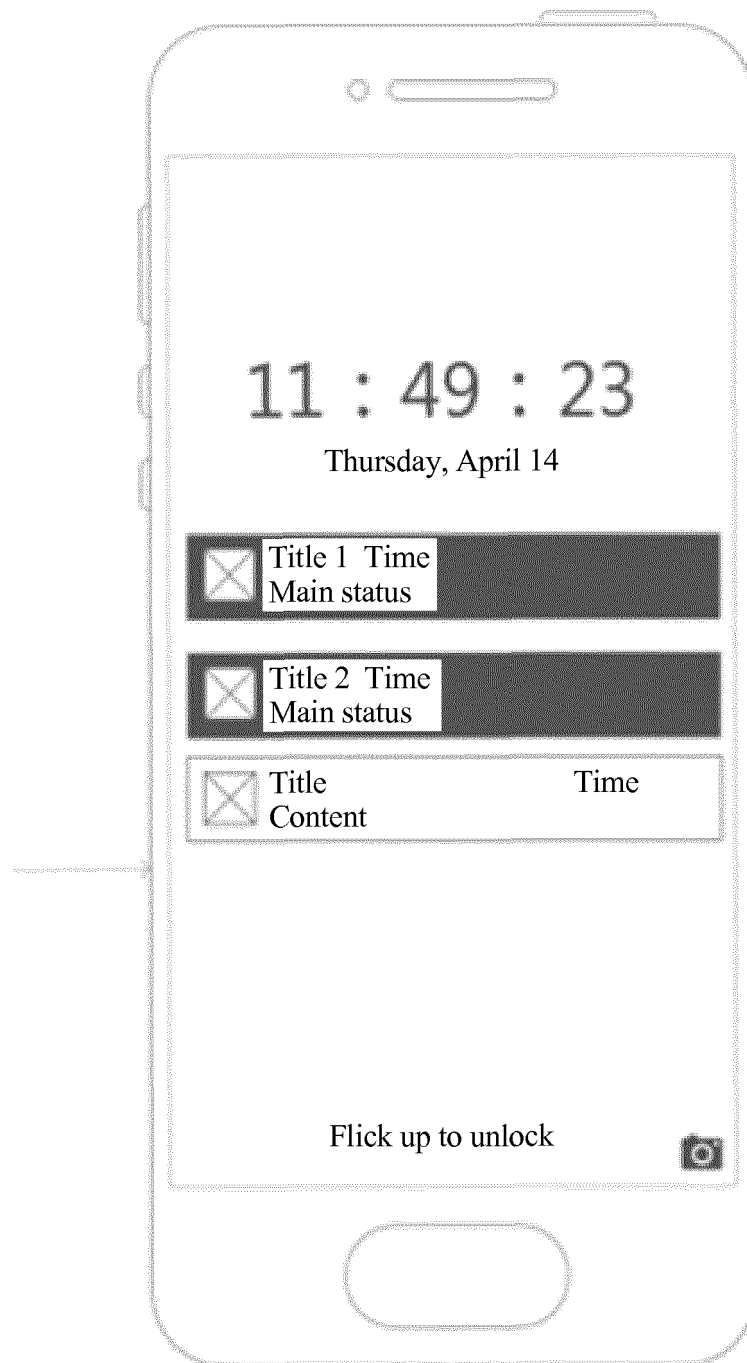 11 : 49 : 23
Thursday, April 14
Title 1 Time
Main status
Title 2 Time
Main status
Title Time
Content
Flick up to unlock